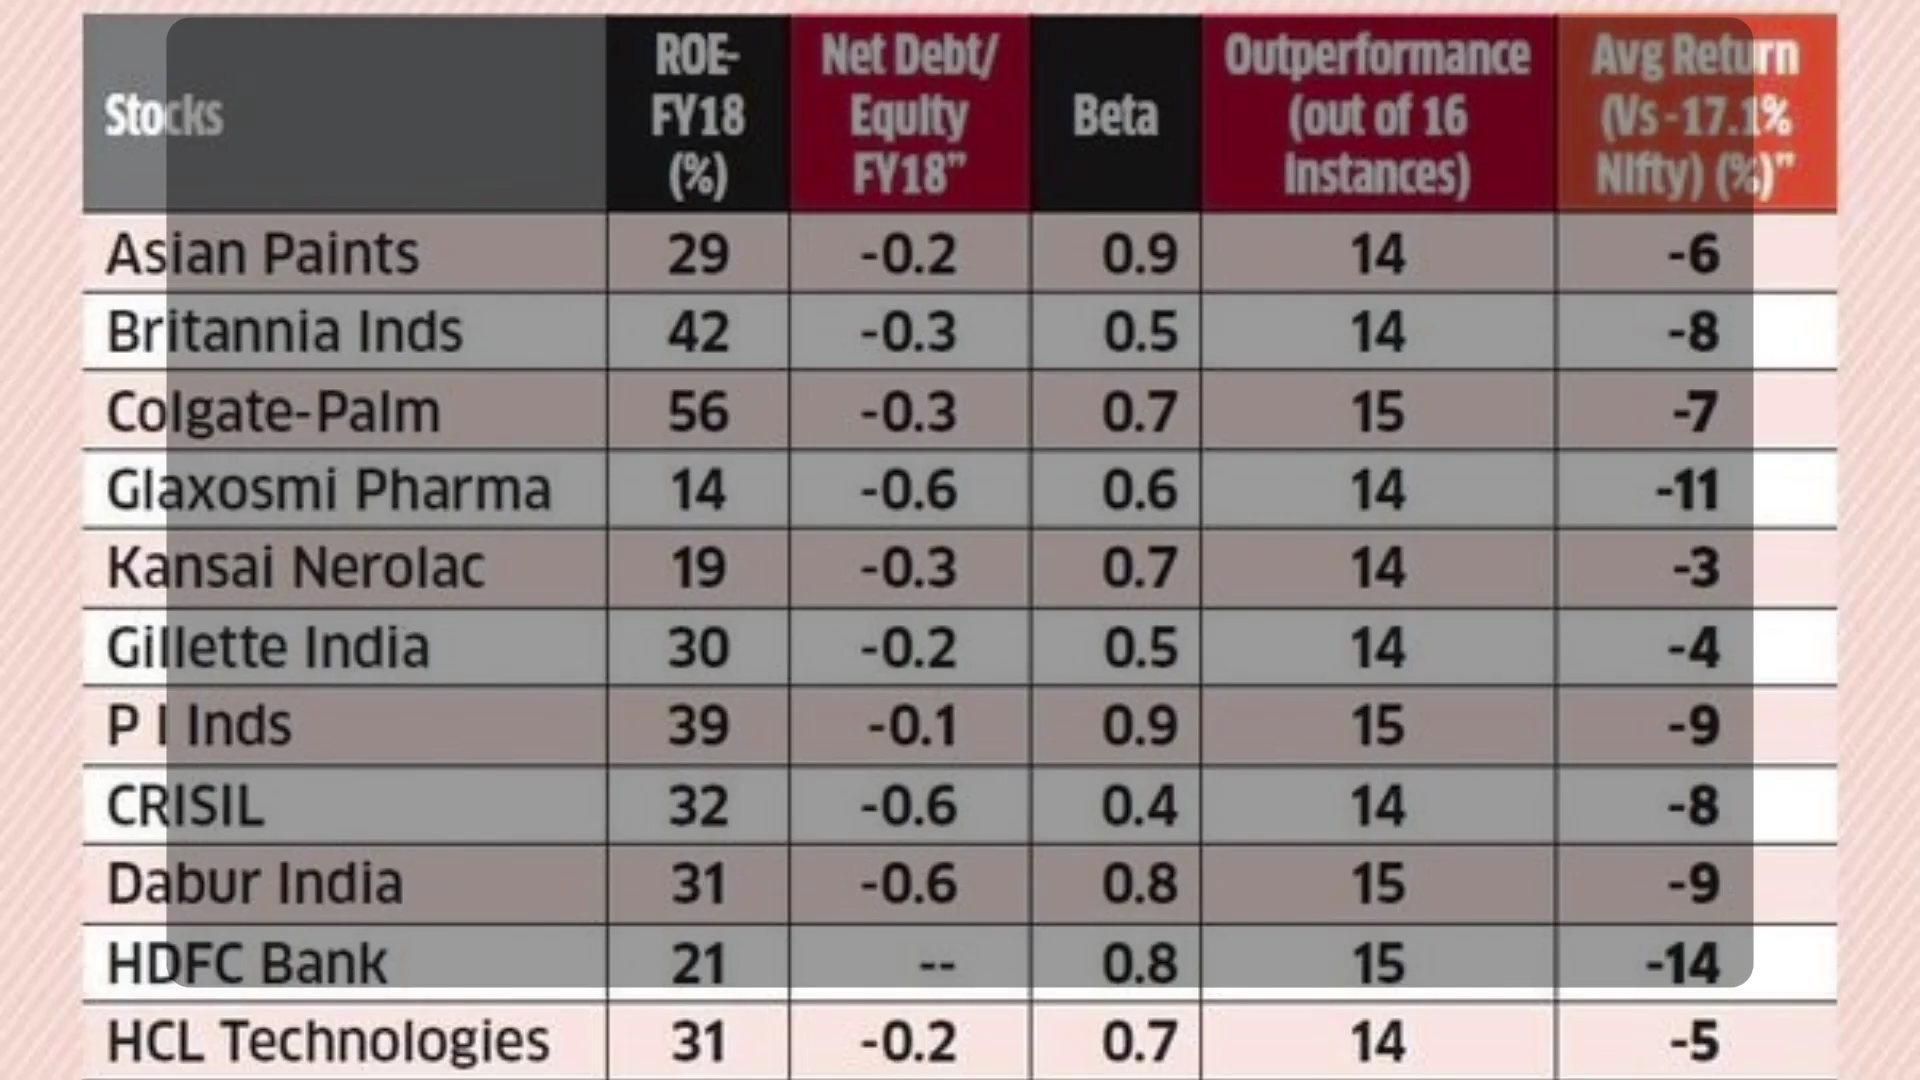 Stocks ROE-FY18 (%) Net Debt/Equity FY18” Beta Outperformance (out of 16 instances) Avg Return (Vs -17.1% NIfty) (%)”
Asian Paints 29 -0.2 0.9 14 -6
Britannia Inds 42 -0.3 0.5 14 -8
Colgate-Palm 56 -0.3 0.7 15 -7
Glaxosmi Pharma 14 -0.6 0.6 14 -11
Kansai Nerolac 19 -0.3 0.7 14 -3
Gillette India 30 -0.2 0.5 14 -4
P I Inds 39 -0.1 0.9 15 -9
CRISIL 32 -0.6 0.4 14 -8
Dabur India 31 -0.6 0.8 15 -9
HDFC Bank 21 -- 0.8 15 -14
HCL Technologies 31 -0.2 0.7 14 -5